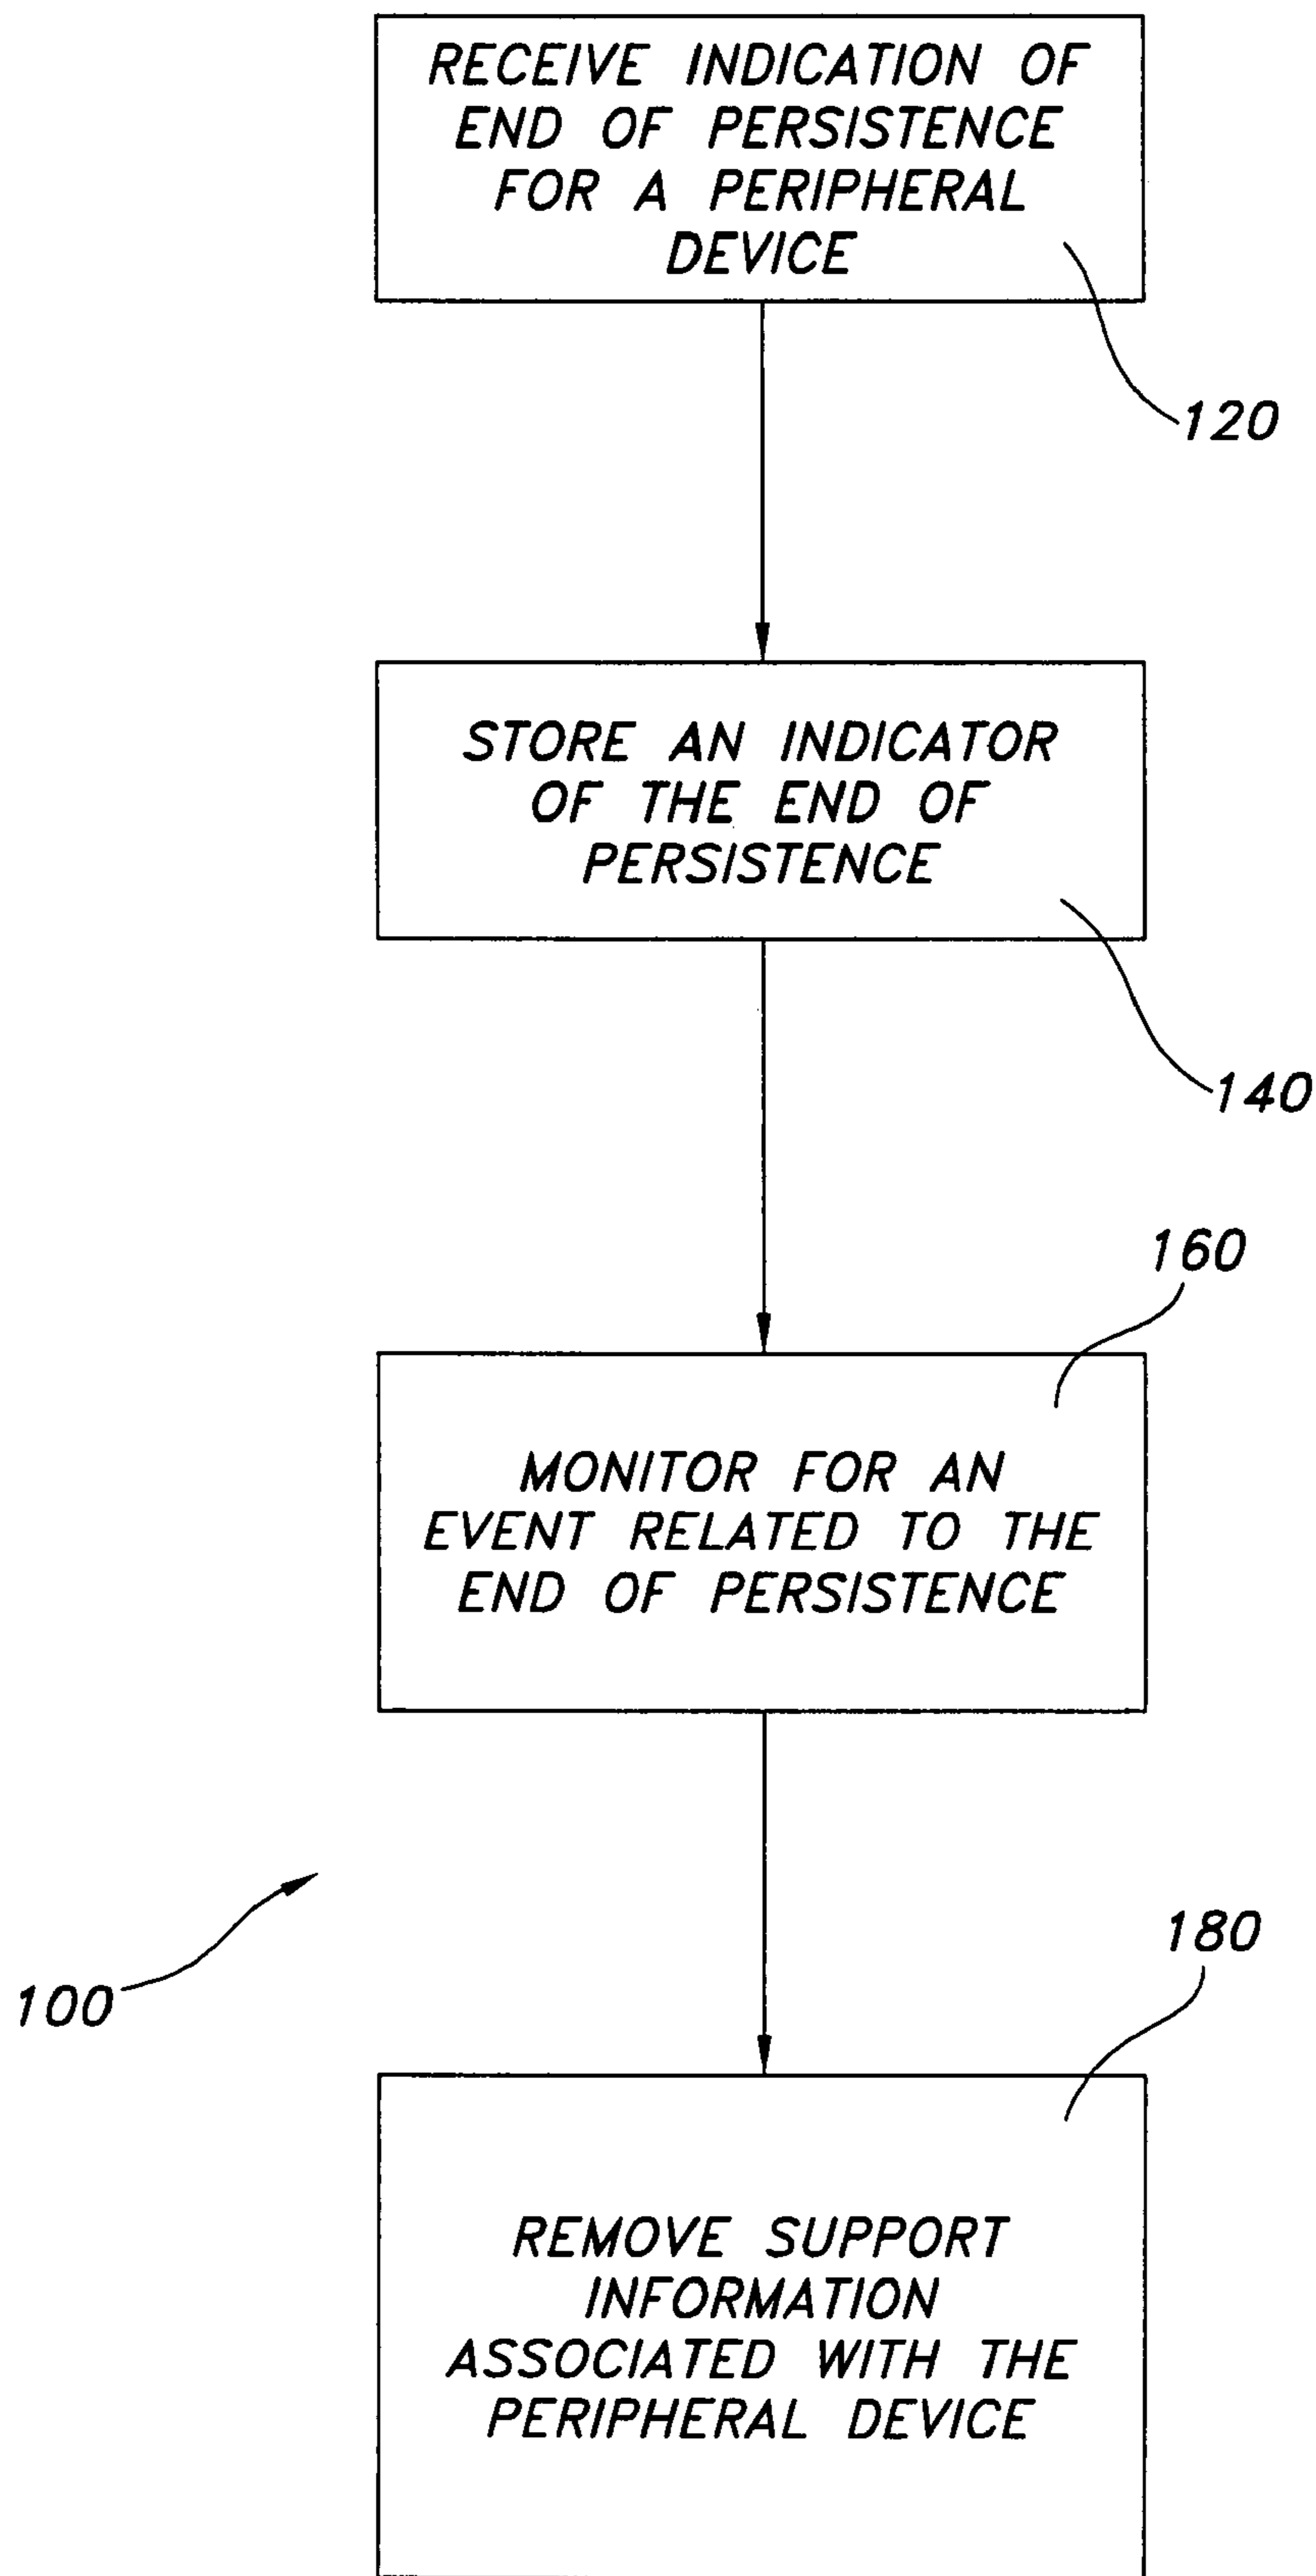 RECEIVE INDICATION OF
END OF PERSISTENCE
FOR A PERIPHERAL
DEVICE
120
STORE AN INDICATOR
OF THE END OF
PERSISTENCE
140
160
MONITOR FOR AN
EVENT RELATED TO THE
END OF PERSISTENCE
100
180
REMOVE SUPPORT
INFORMATION
ASSOCIATED WITH THE
PERIPHERAL DEVICE